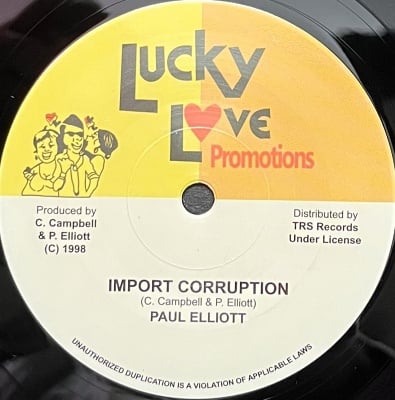 LUCKY
LOVE
Promotions
Produced by
C. Campbell
& P. Elliott
(C) 1998
Distributed by
TRS Records
Under License
IMPORT CORRUPTION
(C. Campbell & P. Elliott)
PAUL ELLIOTT
UNAUTHORIZED DUPLICATION IS A VIOLATION OF APPLICABLE LAWS